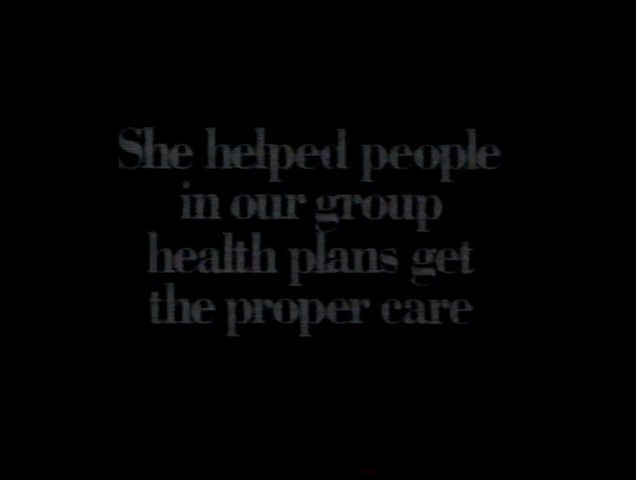 She helped people
in our group
health plans get
the proper care